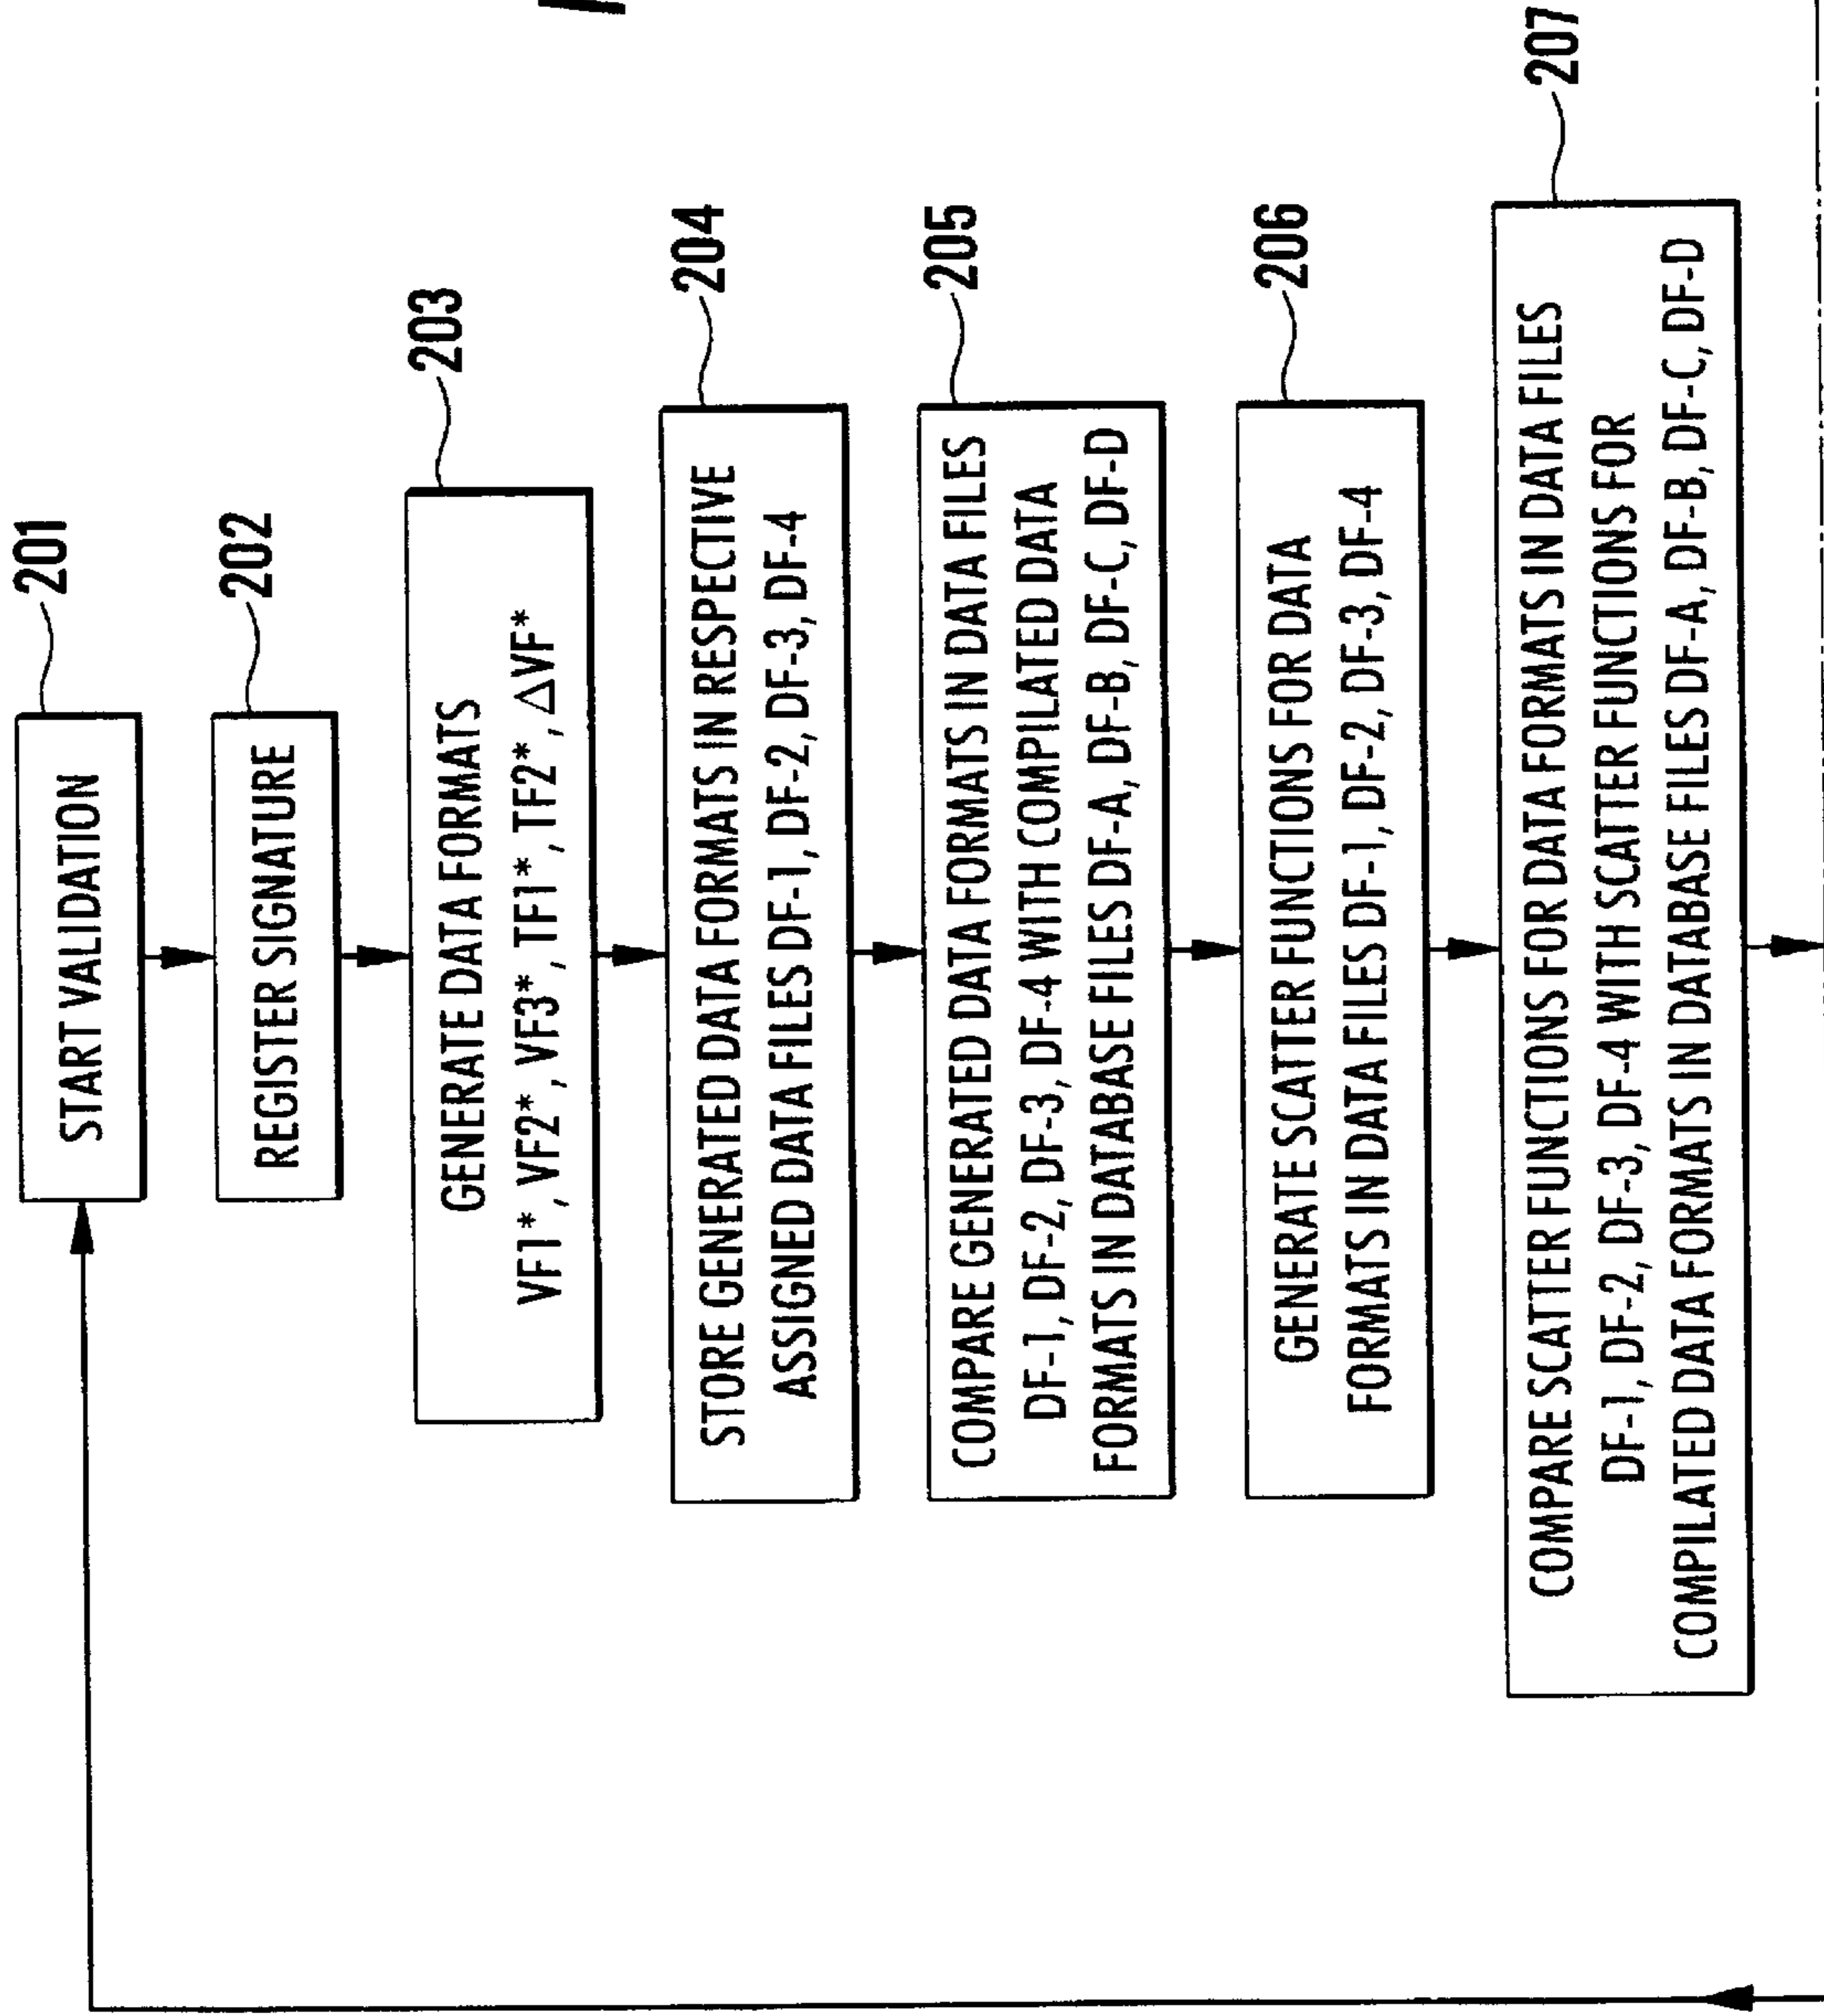 201
START VALIDATION
202
REGISTER SIGNATURE
203
GENERATE DATA FORMATS
VF1*, VF2*, VF3*, TF1*, TF2*, △VF*
204
STORE GENERATED DATA FORMATS IN RESPECTIVE
ASSIGNED DATA FILES DF-1, DF-2, DF-3, DF-4
205
COMPARE GENERATED DATA FORMATS IN DATA FILES
DF-1, DF-2, DF-3, DF-4 WITH COMPILATED DATA
FORMATS IN DATABASE FILES DF-A, DF-B, DF-C, DF-D
206
GENERATE SCATTER FUNCTIONS FOR DATA
FORMATS IN DATA FILES DF-1, DF-2, DF-3, DF-4
207
COMPARE SCATTER FUNCTIONS FOR DATA FORMATS IN DATA FILES
DF-1, DF-2, DF-3, DF-4 WITH SCATTER FUNCTIONS FOR
COMPILATED DATA FORMATS IN DATABASE FILES DF-A, DF-B, DF-C, DF-D